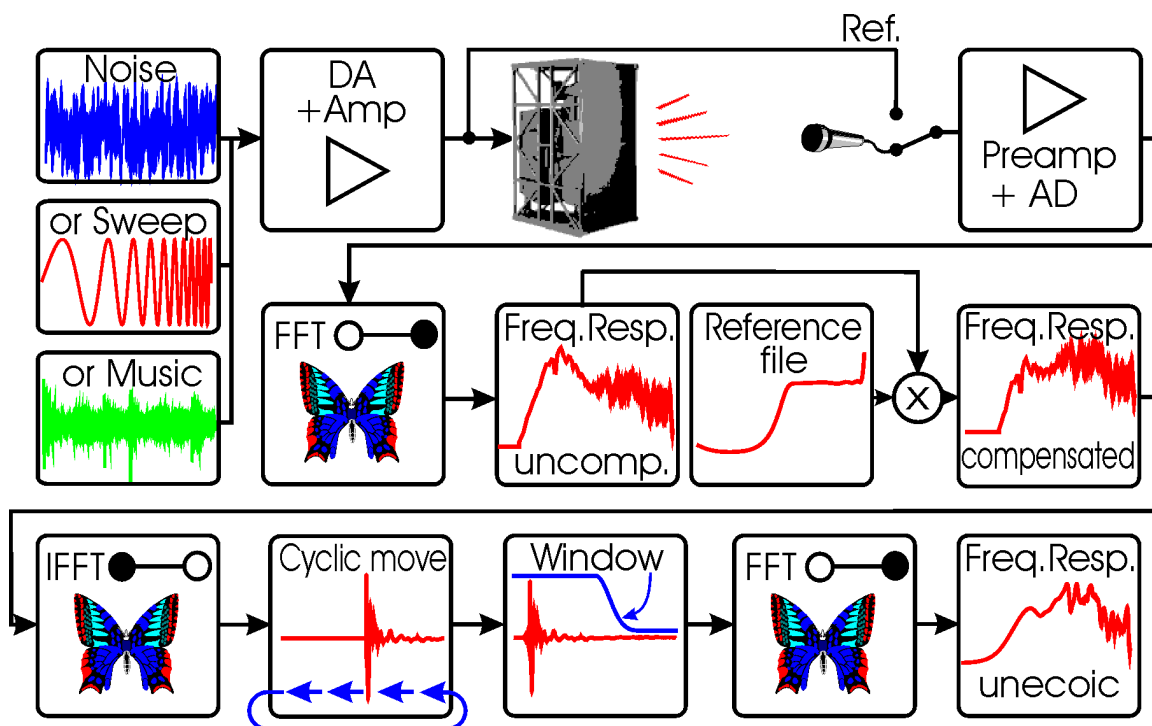 Ref.
Noise
DA
+Amp
Preamp
+ AD
or Sweep
or Music
FFT
Freq.Resp.
uncomp.
Reference
file
X
Freq.Resp.
compensated
IFFT
Cyclic move
Window
FFT
Freq.Resp.
unecoic